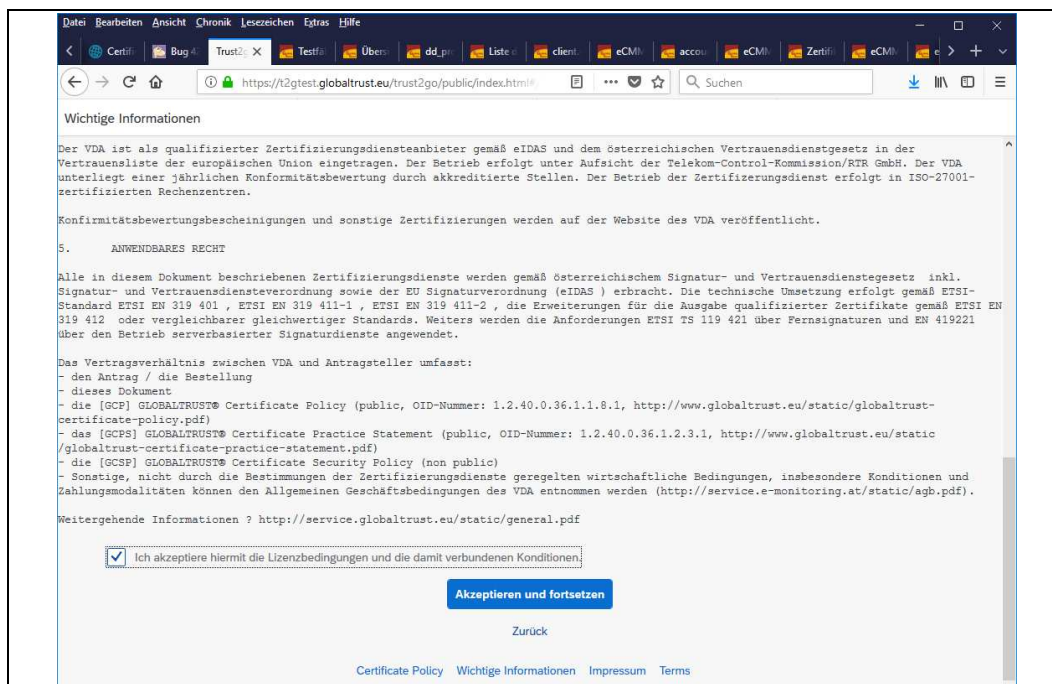 Datei Bearbeiten Ansicht Chronik Lesezeichen Extras Hilfe
Certifi Bug 4 Trust2g Testfä Übers dd_pr Liste d client. eCMM accou eCMM Zertifi eCMM e
https://t2gtest.globaltrust.eu/trust2go/public/index.html# Suchen
Wichtige Informationen
Der VDA ist als qualifizierter Zertifizierungsdiensteanbieter gemäß eIDAS und dem österreichischen Vertrauensdienstgesetz in der
Vertrauensliste der europäischen Union eingetragen. Der Betrieb erfolgt unter Aufsicht der Telekom-Control-Kommission/RTR GmbH. Der VDA
unterliegt einer jährlichen Konformitätsbewertung durch akkreditierte Stellen. Der Betrieb der Zertifizerungsdienst erfolgt in ISO-27001-
zertifizierten Rechenzentren.
Konfirmitätsbewertungsbescheinigungen und sonstige Zertifizierungen werden auf der Website des VDA veröffentlicht.
5. ANWENDBARES RECHT
Alle in diesem Dokument beschriebenen Zertifizierungsdienste werden gemäß österreichischem Signatur- und Vertrauensdienstegesetz inkl.
Signatur- und Vertrauensdiensteverordnung sowie der EU Signaturverordnung (eIDAS ) erbracht. Die technische Umsetzung erfolgt gemäß ETSI-
Standard ETSI EN 319 401 , ETSI EN 319 411-1 , ETSI EN 319 411-2 , die Erweiterungen für die Ausgabe qualifizierter Zertifikate gemäß ETSI EN
319 412 oder vergleichbarer gleichwertiger Standards. Weiters werden die Anforderungen ETSI TS 119 421 über Fernsignaturen und EN 419221
über den Betrieb serverbasierter Signaturdienste angewendet.
Das Vertragsverhältnis zwischen VDA und Antragsteller umfasst:
- den Antrag / die Bestellung
- dieses Dokument
- die [GCP] GLOBALTRUST® Certificate Policy (public, OID-Nummer: 1.2.40.0.36.1.1.8.1, http://www.globaltrust.eu/static/globaltrust-
certificate-policy.pdf)
- das [GCPS] GLOBALTRUST® Certificate Practice Statement (public, OID-Nummer: 1.2.40.0.36.1.2.3.1, http://www.globaltrust.eu/static
/globaltrust-certificate-practice-statement.pdf)
- die [GCSP] GLOBALTRUST® Certificate Security Policy (non public)
- Sonstige, nicht durch die Bestimmungen der Zertifizierungsdienste geregelten wirtschaftliche Bedingungen, insbesondere Konditionen und
Zahlungsmodalitäten können den Allgemeinen Geschäftsbedingungen des VDA entnommen werden (http://service.e-monitoring.at/static/agb.pdf).
Weitergehende Informationen ? http://service.globaltrust.eu/static/general.pdf
Ich akzeptiere hiermit die Lizenzbedingungen und die damit verbundenen Konditionen.
Akzeptieren und fortsetzen
Zurück
Certificate Policy Wichtige Informationen Impressum Terms